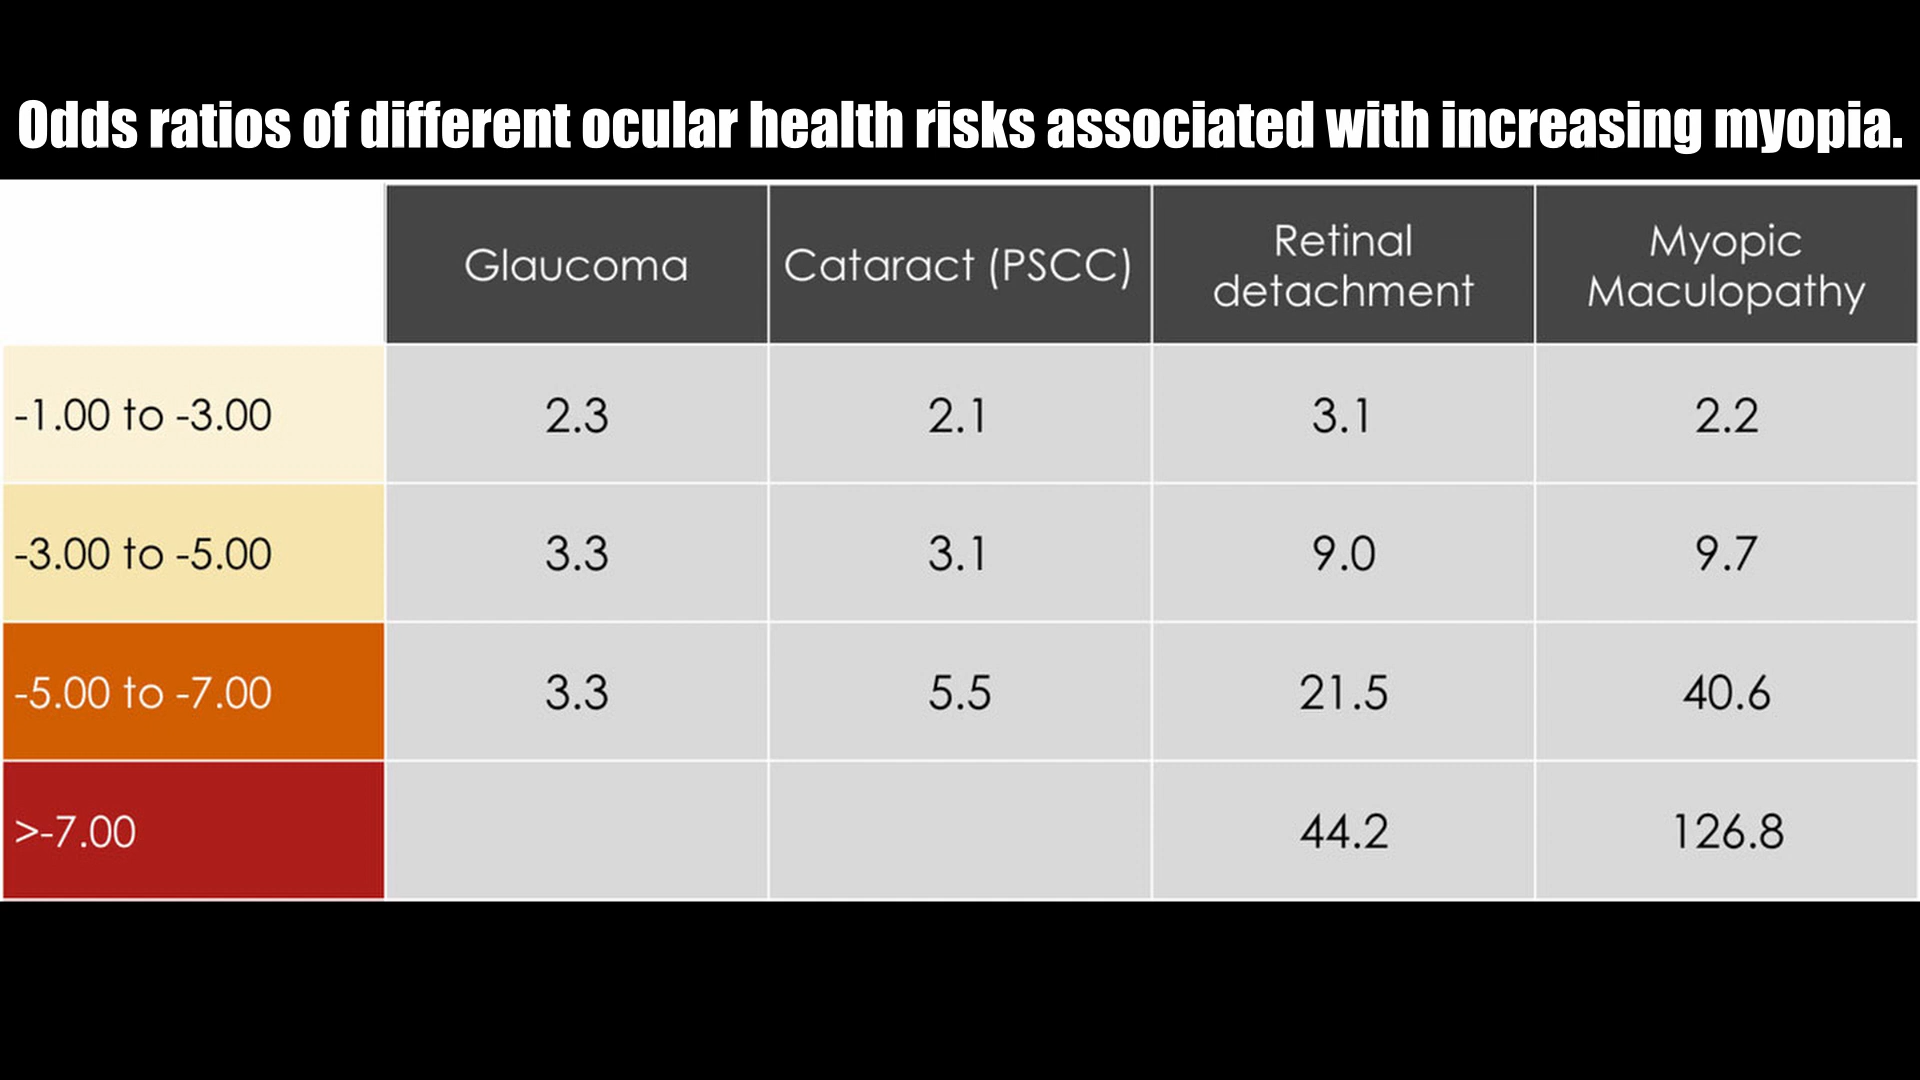 Odds ratios of different ocular health risks associated with increasing myopia.
Glaucoma Cataract (PSCC) Retinal detachment Myopic Maculopathy
-1.00 to -3.00 2.3 2.1 3.1 2.2
-3.00 to -5.00 3.3 3.1 9.0 9.7
-5.00 to -7.00 3.3 5.5 21.5 40.6
>-7.00 44.2 126.8